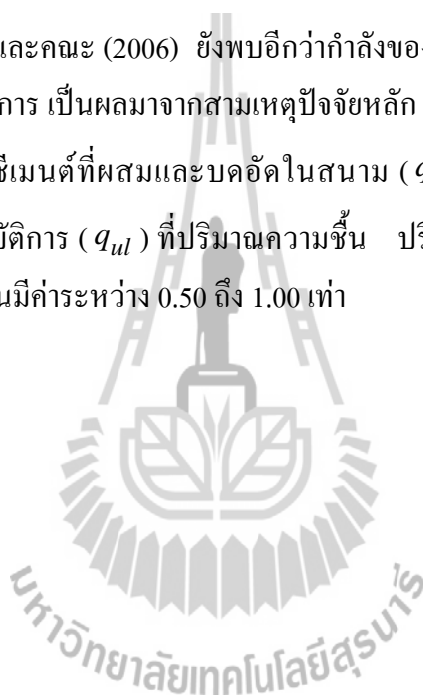 และคณะ (2006) ยังพบอีกว่ากำลังของ
การ เป็นผลมาจากสามเหตุปัจจัยหลัก
ซีเมนต์ที่ผสมและบดอัดในสนาม (
บัติการ ( q_{ul} ) ที่ปริมาณความชื้น
นมีค่าระหว่าง 0.50 ถึง 1.00 เท่า
มหาวิทยาลัยเทคโนโลยีสุรนารี